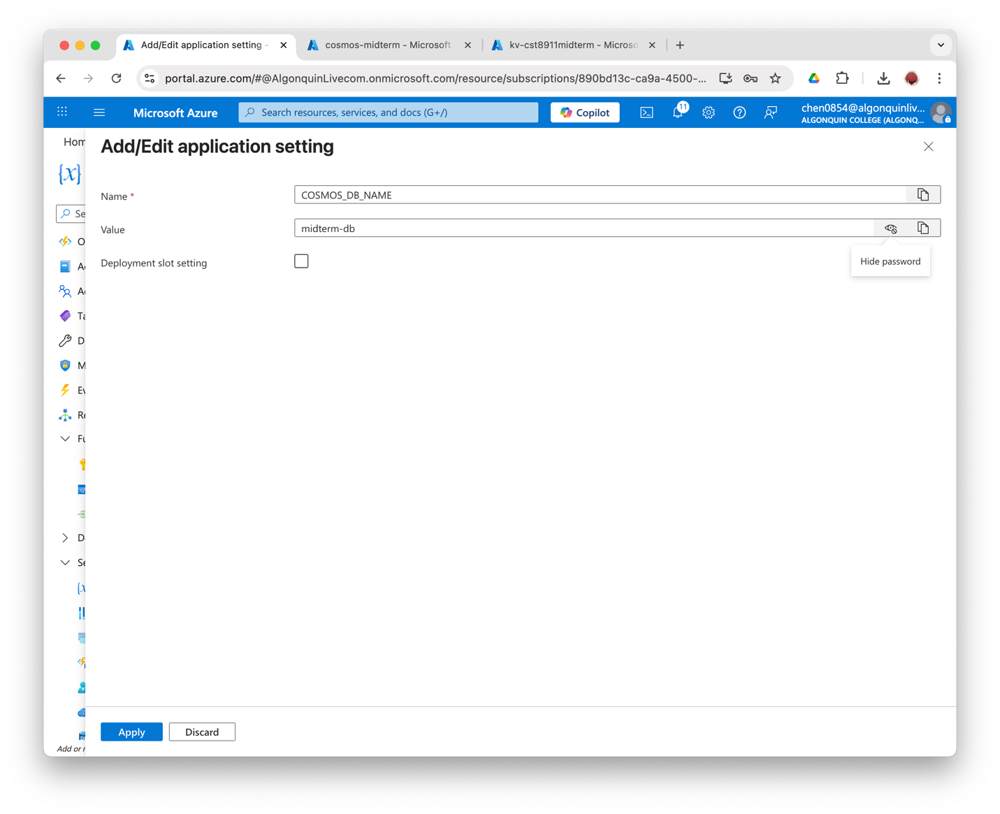 Add/Edit application setting -
cosmos-midterm - Microsoft
kv-cst8911midterm - Microso
portal.azure.com/#@AlgonquinLivecom.onmicrosoft.com/resource/subscriptions/890bd13c-ca9a-4500-...
Microsoft Azure
Search resources, services, and docs (G+/)
Copilot
11
chen0854@algonquinliv...
ALGONQUIN COLLEGE (ALGONQ...
Hom
Add/Edit application setting
{x}
Name *
COSMOS_DB_NAME
Se
Value
midterm-db
O
Deployment slot setting
Hide password
A
A
Ta
D
M
Ev
Re
Fu
D
Se
Apply
Discard
Add or r